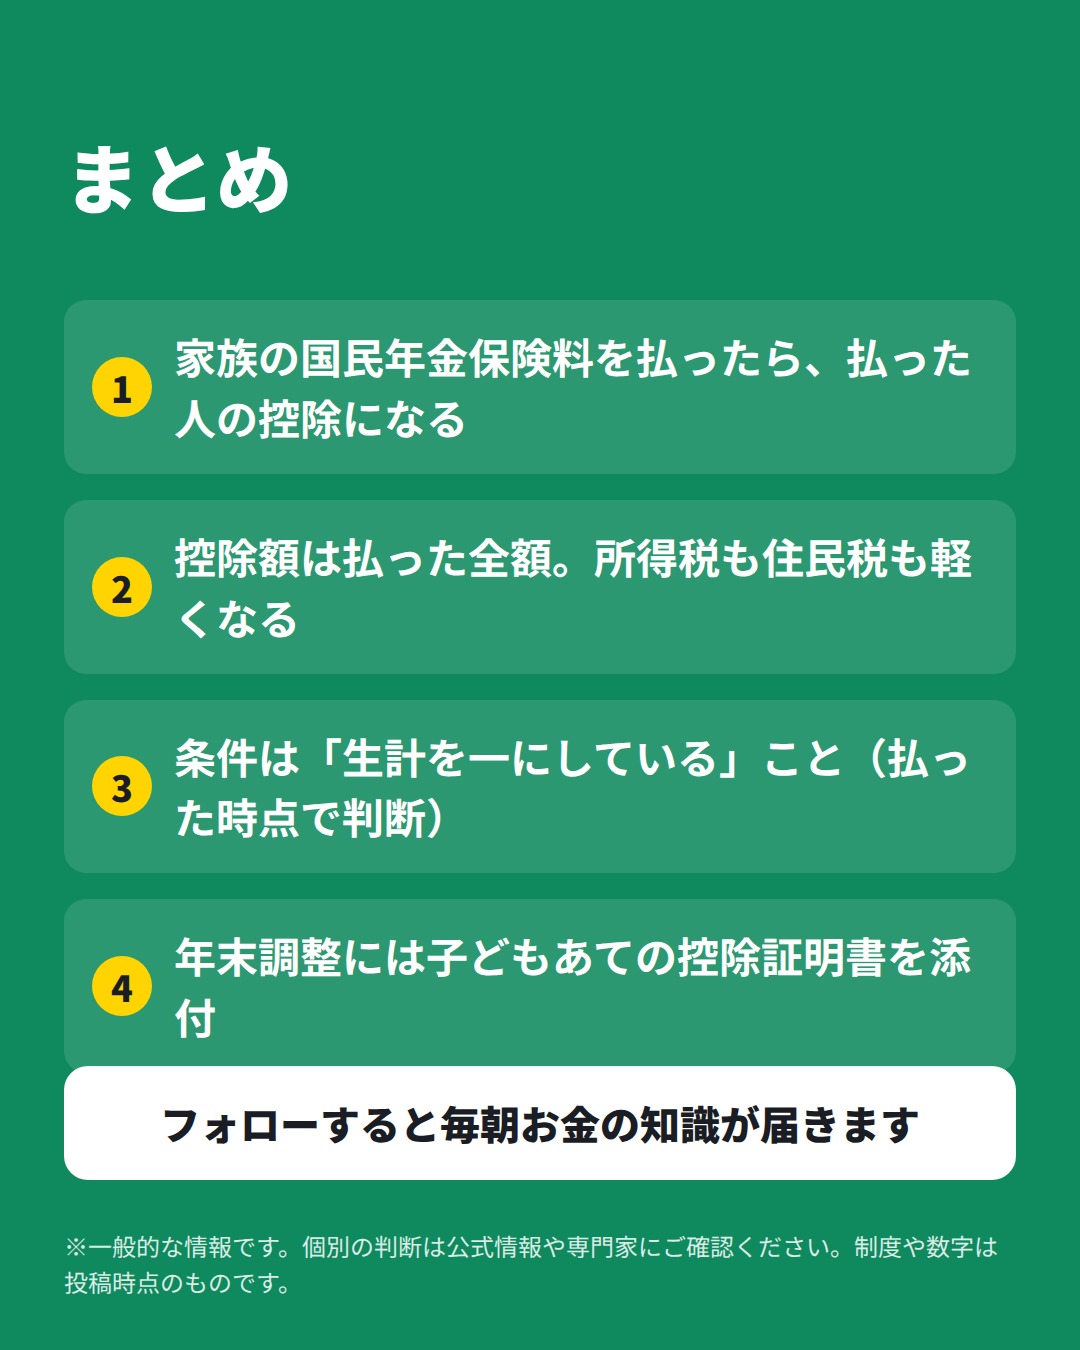 まとめ
1
家族の国民年金保険料を払ったら、払った
人の控除になる
2
控除額は払った全額。所得税も住民税も軽
くなる
3
条件は「生計を一にしている」こと（払っ
た時点で判断）
4
年末調整には子どもあての控除証明書を添
付
フォローすると毎朝お金の知識が届きます
※一般的な情報です。個別の判断は公式情報や専門家にご確認ください。制度や数字は
投稿時点のものです。